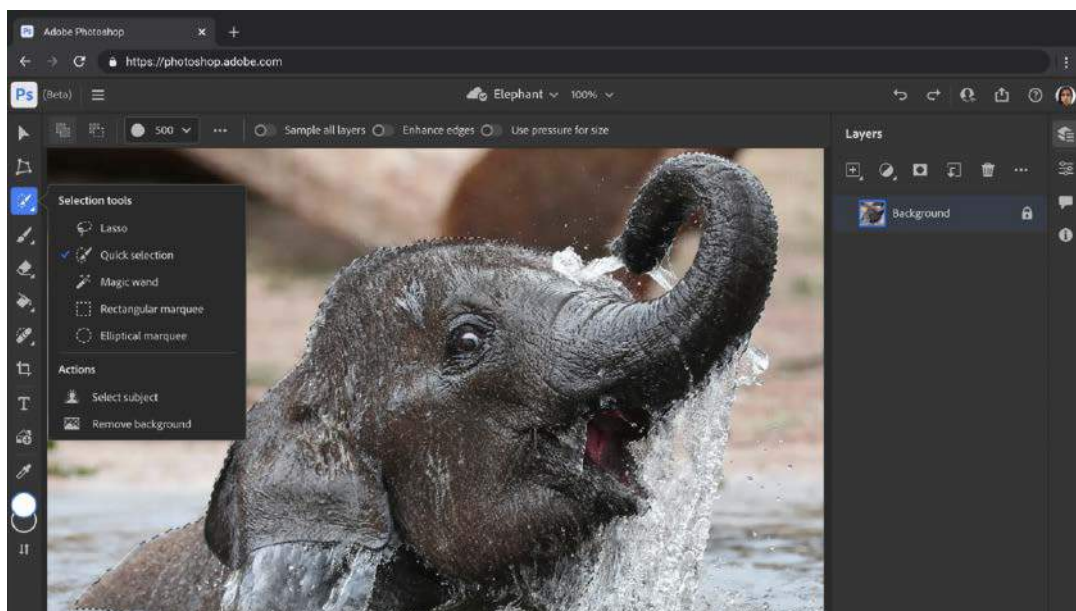 Ps Adobe Photoshop
https://photoshop.adobe.com
Ps (Beta) Elephant 100%
500 Sample all layers Enhance edges Use pressure for size
Layers
Selection tools
Lasso
Quick selection
Magic wand
Rectangular marquee
Elliptical marquee
Actions
Select subject
Remove background
Background
T